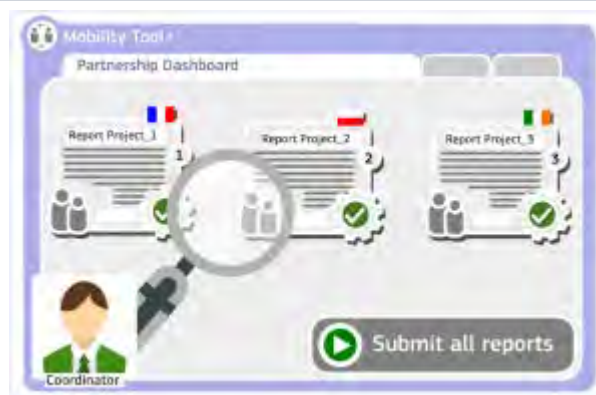 Mobility Tool+
Partnership Dashboard
Report Project_1
1
Report Project_2
2
Report Project_3
3
Submit all reports
Coordinator